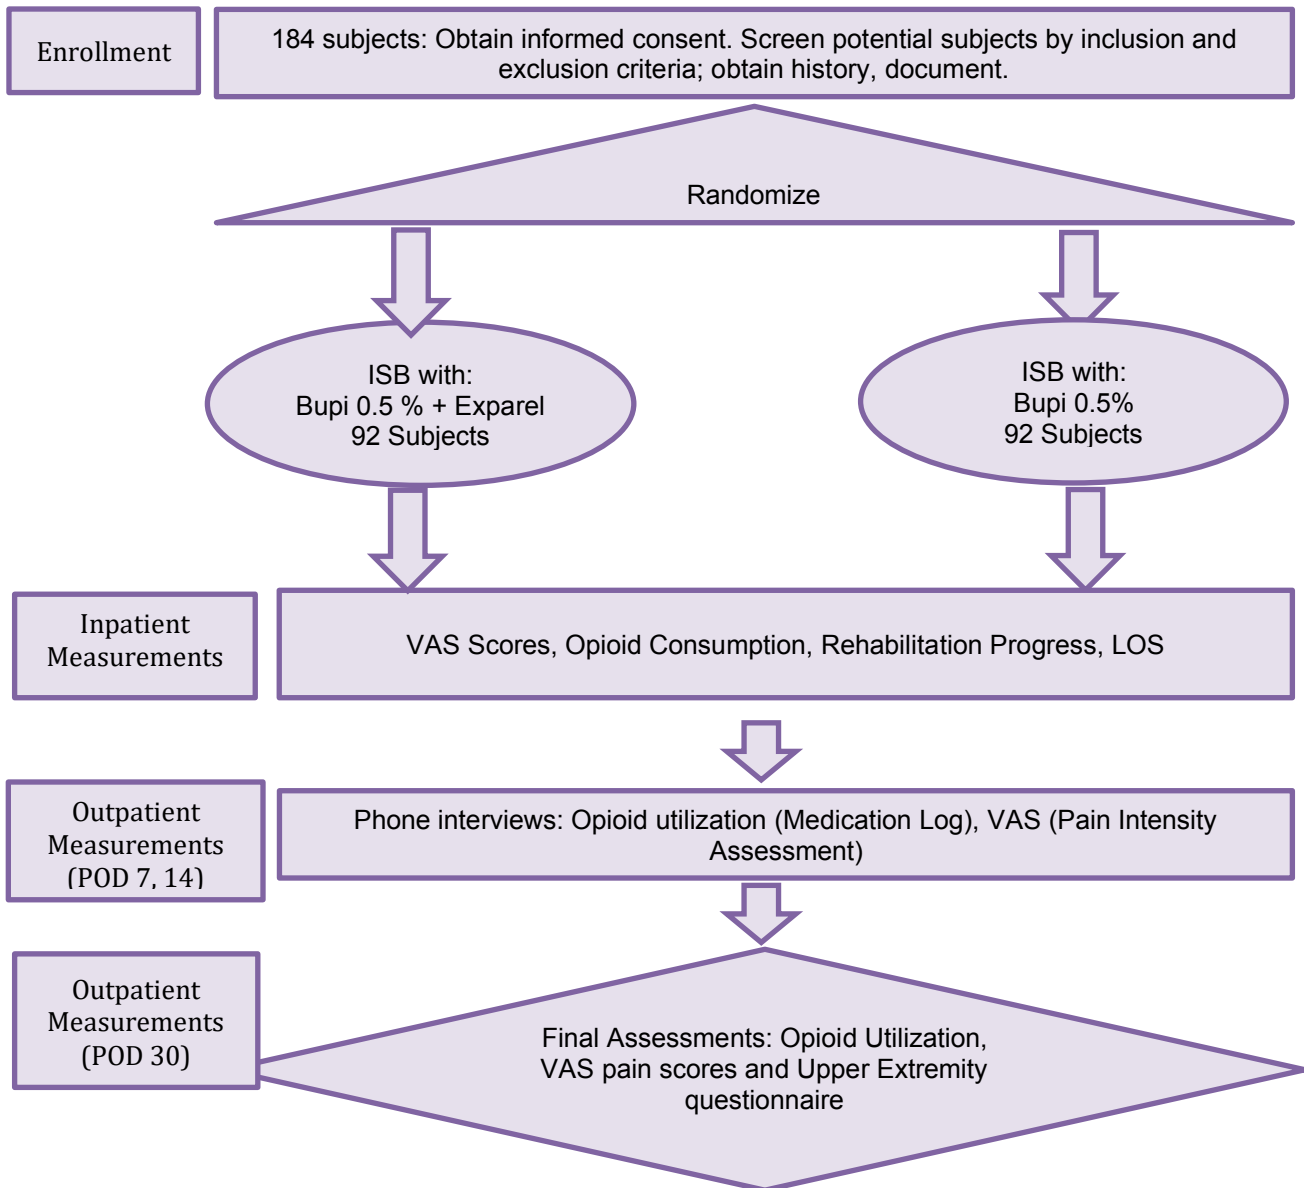 Enrollment
184 subjects: Obtain informed consent. Screen potential subjects by inclusion and
exclusion criteria; obtain history, document.
Randomize
ISB with:
Bupi 0.5 % + Exparel
92 Subjects
ISB with:
Bupi 0.5%
92 Subjects
Inpatient
Measurements
VAS Scores, Opioid Consumption, Rehabilitation Progress, LOS
Outpatient
Measurements
(POD 7, 14)
Phone interviews: Opioid utilization (Medication Log), VAS (Pain Intensity
Assessment)
Outpatient
Measurements
(POD 30)
Final Assessments: Opioid Utilization,
VAS pain scores and Upper Extremity
questionnaire